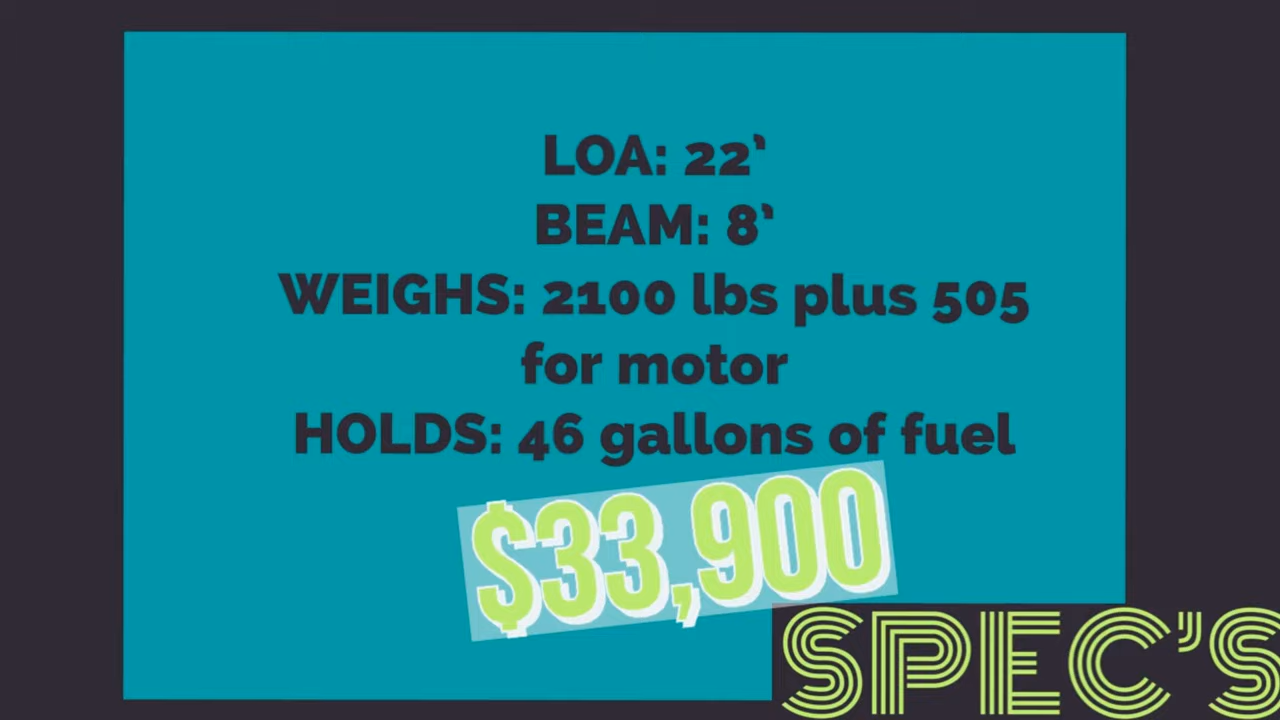 LOA: 22’
BEAM: 8’
WEIGHS: 2100 lbs plus 505
for motor
HOLDS: 46 gallons of fuel
$33,900
SPEC’S